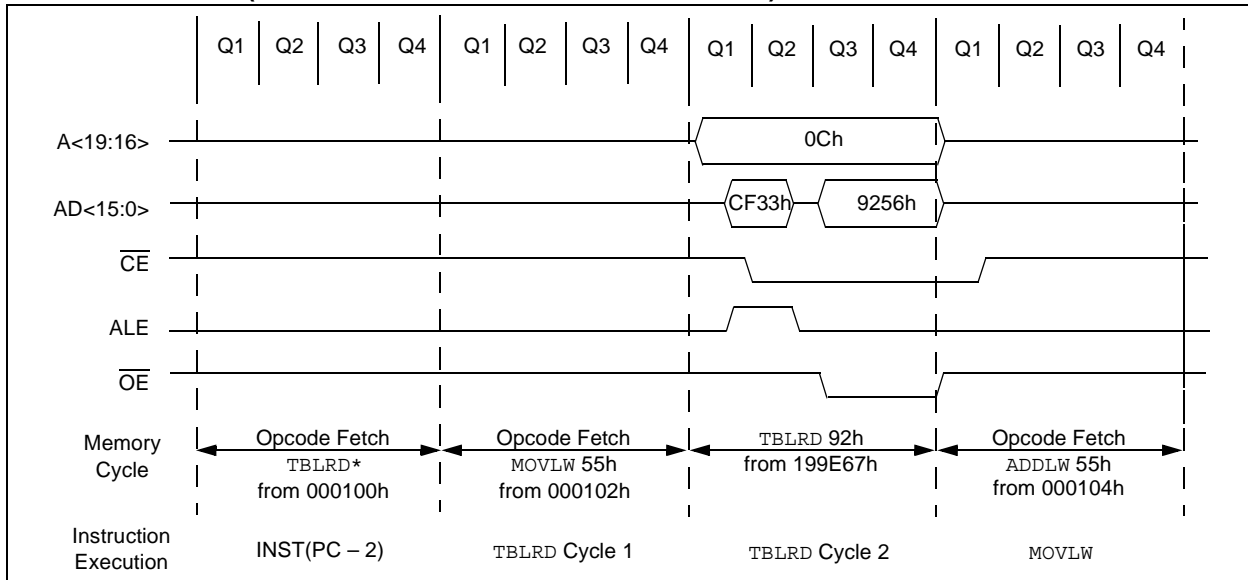 Q1 Q2 Q3 Q4 Q1 Q2 Q3 Q4 Q1 Q2 Q3 Q4 Q1 Q2 Q3 Q4
A<19:16> 0Ch
AD<15:0> CF33h 9256h
CE
ALE
OE
Memory Cycle
Opcode Fetch
TBLRD*
from 000100h
Opcode Fetch
MOVLW 55h
from 000102h
TBLRD 92h
from 199E67h
Opcode Fetch
ADDLW 55h
from 000104h
Instruction Execution
INST(PC – 2)
TBLRD Cycle 1
TBLRD Cycle 2
MOVLW